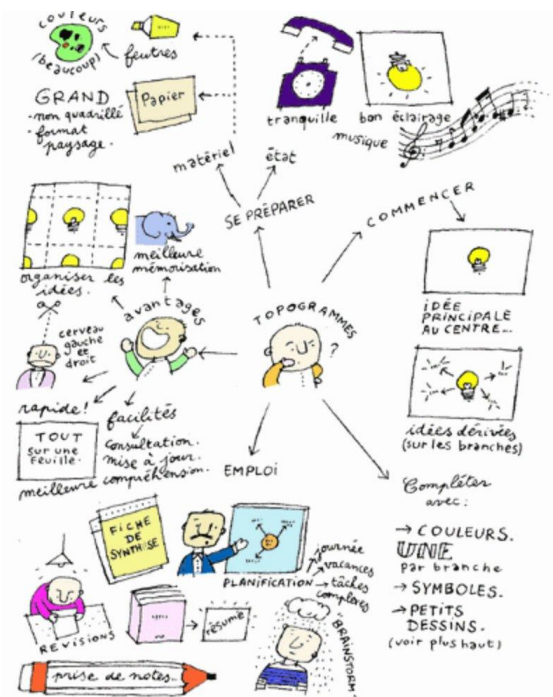 TOPOGRAMMES
?
SE PRÉPARER
matériel
couleurs
(beaucoup)
feutres
Papier
GRAND
- non quadrillé
- format
paysage.
état
tranquille
bon éclairage
musique
COMMENCER
iDÉE
PRINCIPALE
AU CENTRE...
idées dérivées
(sur les branches)
Compléter
avec:
→ COULEURS.
UNE
par branche
→ SYMBOLES.
→ PETITS
DESSINS.
(voir plus haut)
EMPLOI
FICHE
DE
SYNTHÈSE
PLANIFICATION
journée
→ vacances
→ tâches
complexes
REVISIONS
résumé
BRAINSTORM
prise de notes...
avantages
organiser les
idées.
meilleure
mémorisation
cerveau
gauche
et
droit
rapide!
TOUT
sur une
feuille.
facilités
consultation.
mise à jour.
meilleure compréhension.